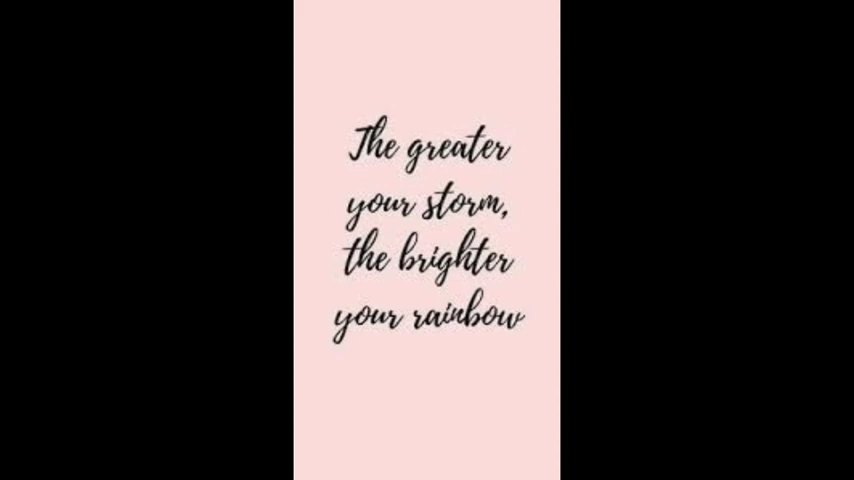 The greater
your storm,
the brighter
your rainbow